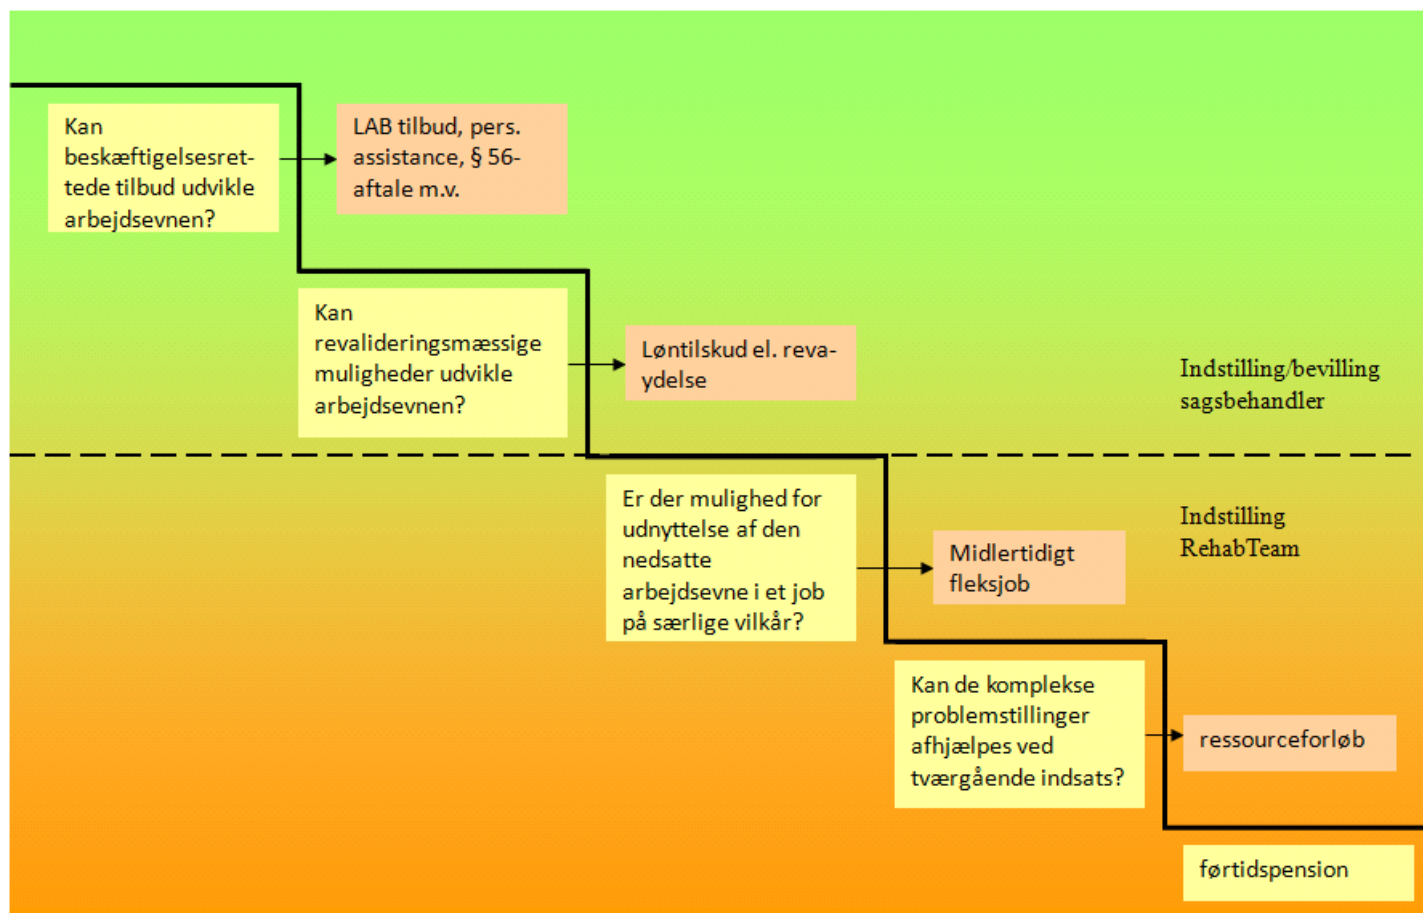 Kan
beskæftigelsesret-
tede tilbud udvikle
arbejdsevnen?
LAB tilbud, pers.
assistance, § 56-
aftale m.v.
Kan
revalideringsmæssige
muligheder udvikle
arbejdsevnen?
Løntilskud el. reva-
ydelse
Indstilling/bevilling
sagsbehandler
Er der mulighed for
udnyttelse af den
nedsatte
arbejdsevne i et job
på særlige vilkår?
Midlertidigt
fleksjob
Indstilling
RehabTeam
Kan de komplekse
problemstillinger
afhjælpes ved
tværgående indsats?
ressourceforløb
førtidspension